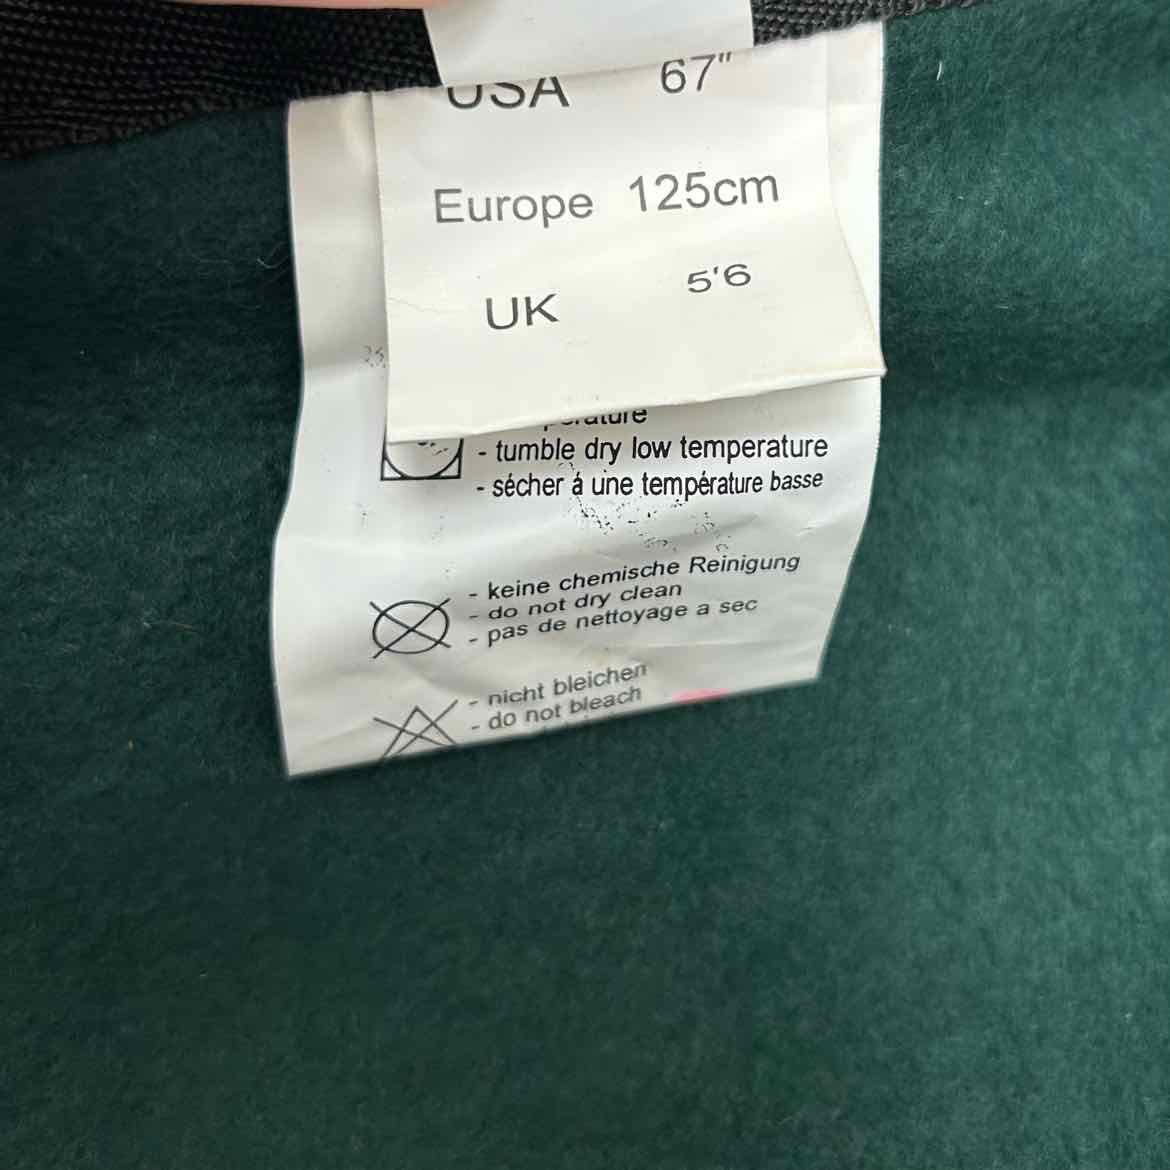 USA 67"
Europe 125cm
UK 5'6
- tumble dry low temperature
- sécher á une température basse
- keine chemische Reinigung
- do not dry clean
- pas de nettoyage a sec
- nicht bleichen
- do not bleach